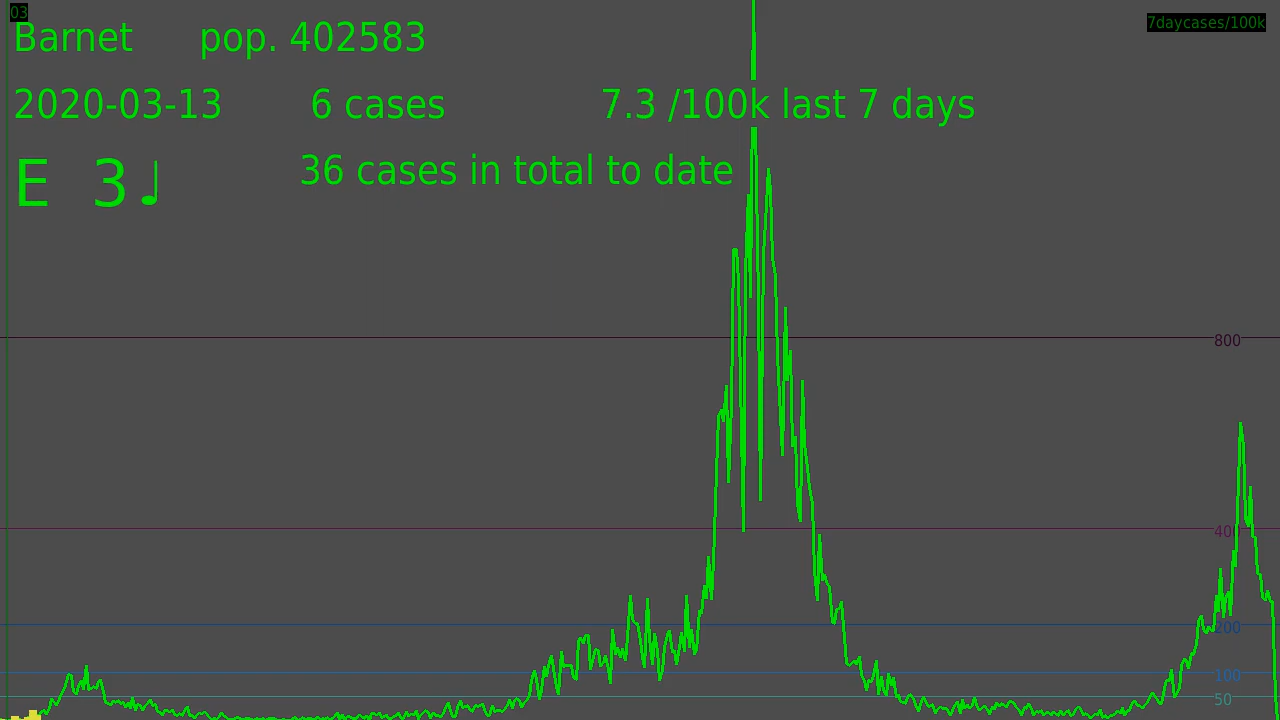 03
7daycases/100k
Barnet pop. 402583
2020-03-13 6 cases 7.3 /100k last 7 days
E 3♩ 36 cases in total to date
800
400
200
100
50